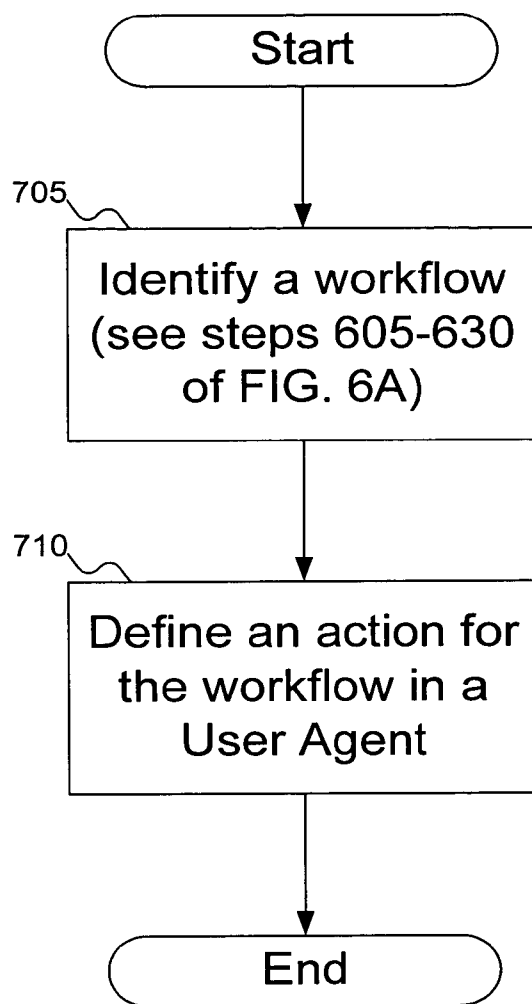 Start
705
Identify a workflow
(see steps 605-630
of FIG. 6A)
710
Define an action for
the workflow in a
User Agent
End